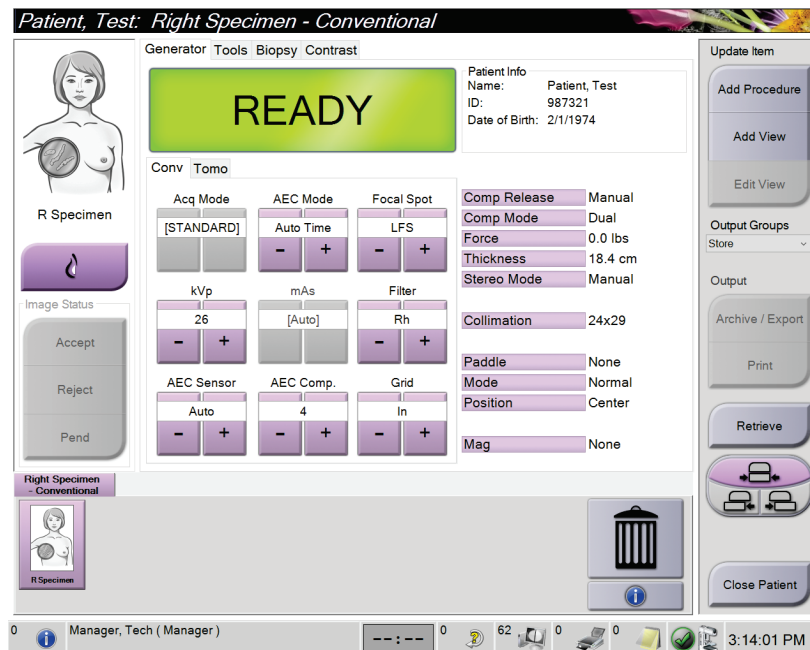 Patient, Test: Right Specimen - Conventional
Generator Tools Biopsy Contrast
READY
Patient Info
Name: Patient, Test
ID: 987321
Date of Birth: 2/1/1974
Update Item
Add Procedure
Add View
Edit View
Output Groups
Store
Output
Archive / Export
Print
Retrieve
Close Patient
R Specimen
Image Status
Accept
Reject
Pend
Conv Tomo
Acq Mode AEC Mode Focal Spot
[STANDARD] Auto Time LFS
- + - +
kVp mAs Filter
26 [Auto] Rh
- + - +
AEC Sensor AEC Comp. Grid
Auto 4 In
- + - + - +
Comp Release Manual
Comp Mode Dual
Force 0.0 lbs
Thickness 18.4 cm
Stereo Mode Manual
Collimation 24x29
Paddle None
Mode Normal
Position Center
Mag None
Right Specimen
- Conventional
R Specimen
0 Manager, Tech ( Manager ) --:-- 0 62 0 0 3:14:01 PM